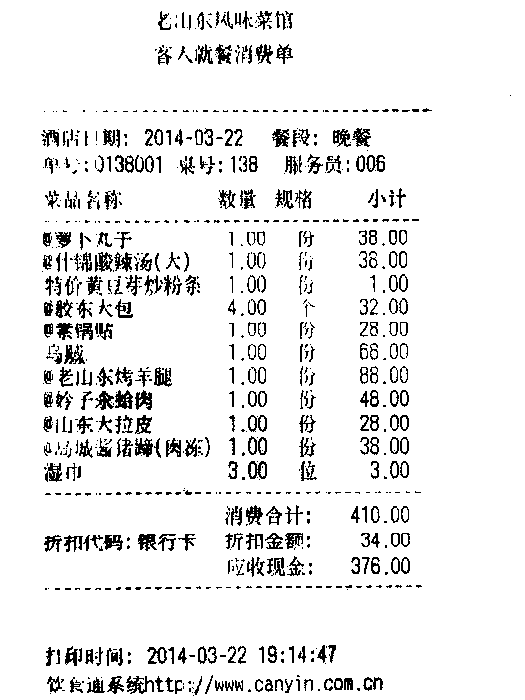 老山东风味菜馆
客人就餐消费单
酒店日期: 2014-03-22 餐段: 晚餐
单号:0138001 桌号:138 服务员:006
菜品名称 数量 规格 小计
@萝卜丸子 1.00 份 38.00
@什锦酸辣汤(大) 1.00 份 38.00
特价黄豆芽炒粉条 1.00 份 1.00
@胶东大包 4.00 个 32.00
@素锅贴 1.00 份 28.00
乌贼 1.00 份 68.00
@老山东烤羊腿 1.00 份 88.00
@蛤子汆蛤肉 1.00 份 48.00
@山东大拉皮 1.00 份 28.00
@乌城酱猪蹄(肉冻) 1.00 份 38.00
湿巾 3.00 位 3.00
消费合计: 410.00
折扣代码: 银行卡 折扣金额: 34.00
应收现金: 376.00
打印时间: 2014-03-22 19:14:47
饮食通系统http://www.canyin.com.cn